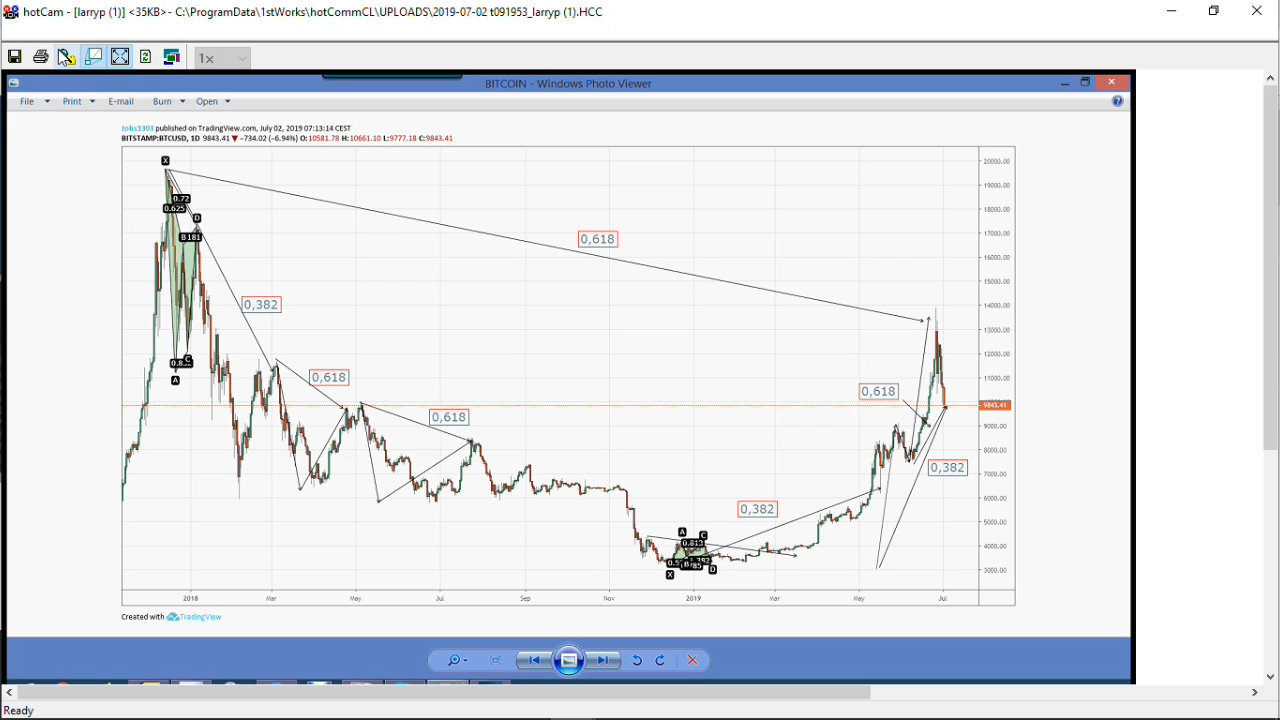 hotCam - [larryp (1)] <35KB>- C:\ProgramData\1stWorks\hotCommCL\UPLOADS\2019-07-02 t091953_larryp (1).HCC
1x
BITCOIN - Windows Photo Viewer
File Print E-mail Burn Open
Jobs1303 published on TradingView.com, July 02, 2019 07:13:14 CEST
BITSTAMP:BTCUSD, 1D 9843.41 ▼ −734.02 (−6.94%) O:10581.78 H:10661.10 L:9777.18 C:9843.41
X
20000.00
19000.00
0.72
0.625
18000.00
D
17000.00
B
0,618
16000.00
15000.00
0,382
14000.00
13000.00
12000.00
C
A
0,618
11000.00
0,618
9843.41
0,618
9000.00
8000.00
0,382
7000.00
6000.00
0,382
5000.00
A
C
4000.00
0.813
X
B
D
3000.00
2018 Mar May Jul Sep Nov 2019 Mar May Jul
Created with TradingView
Ready